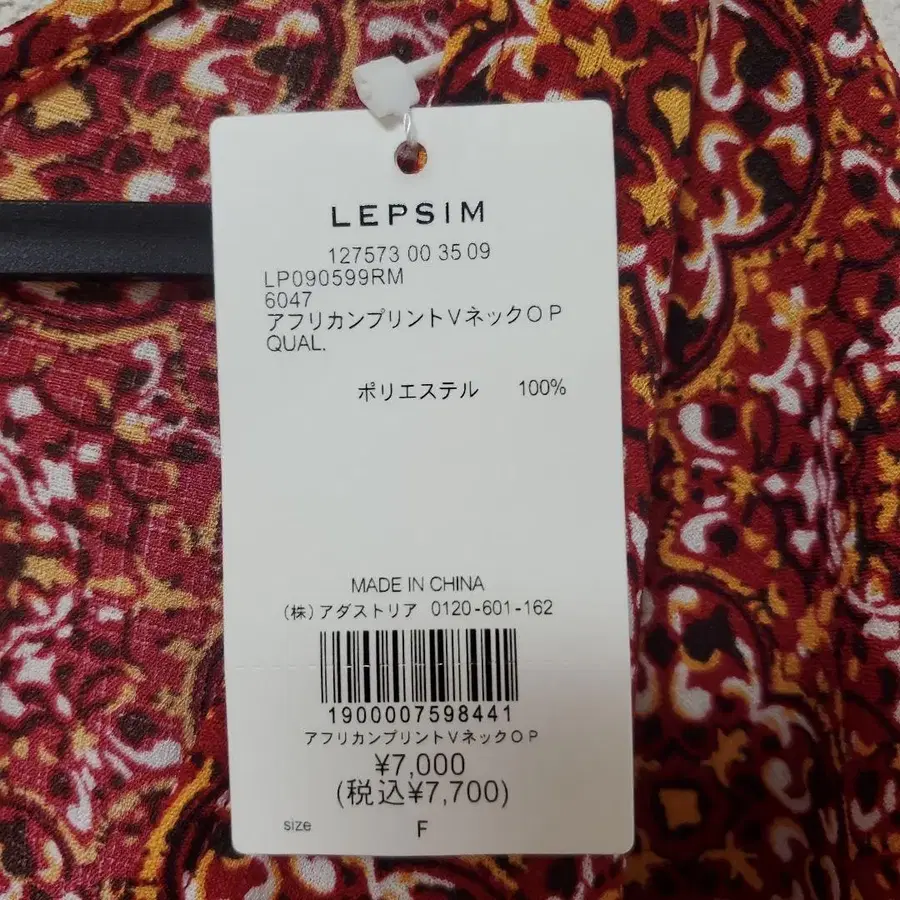 LEPSIM
127573 00 35 09
LP090599RM
6047
アフリカンプリントVネックOP
QUAL.
ポリエステル 100%
MADE IN CHINA
(株)アダストリア 0120-601-162
1900007598441
アフリカンプリントVネックOP
¥7,000
(税込¥7,700)
size F